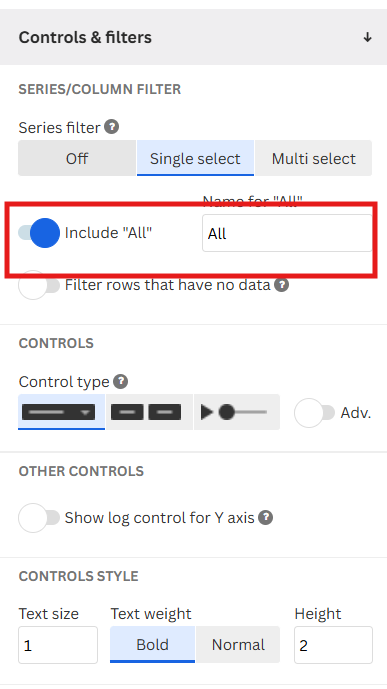 Controls & filters
SERIES/COLUMN FILTER
Series filter ?
Off Single select Multi select
Name for "All"
Include "All" All
Filter rows that have no data ?
CONTROLS
Control type ?
Adv.
OTHER CONTROLS
Show log control for Y axis ?
CONTROLS STYLE
Text size Text weight Height
1 Bold Normal 2